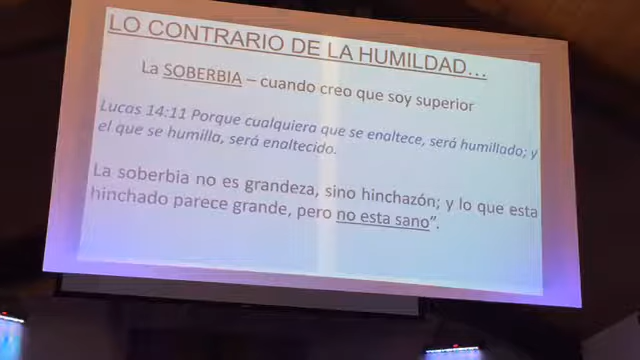 LO CONTRARIO DE LA HUMILDAD...
La SOBERBIA – cuando creo que soy superior
Lucas 14:11 Porque cualquiera que se enaltece, será humillado; y
el que se humilla, será enaltecido.
La soberbia no es grandeza, sino hinchazón; y lo que esta
hinchado parece grande, pero no esta sano”.